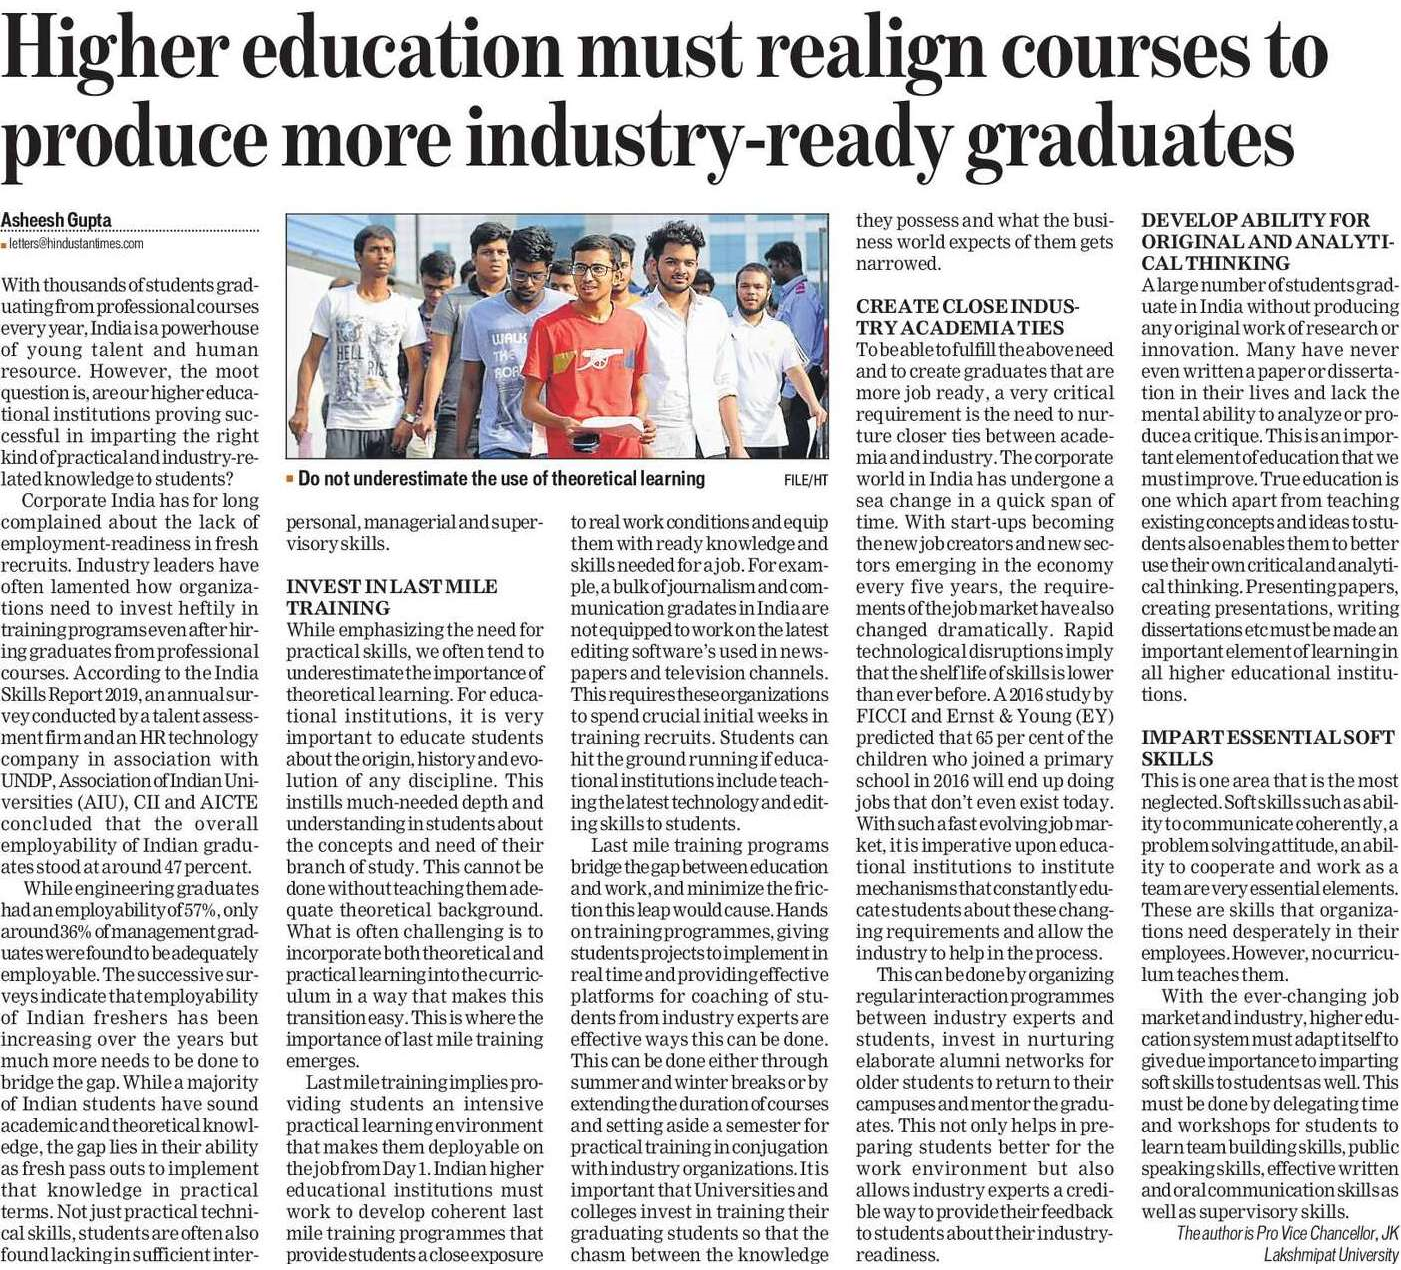 Higher education must realign courses to
produce more industry-ready graduates
Asheesh Gupta
letters@hindustantimes.com
With thousands of students grad-
uating from professional courses
every year, India is a powerhouse
of young talent and human
resource. However, the moot
question is, are our higher educa-
tional institutions proving suc-
cessful in imparting the right
kind of practical and industry-re-
lated knowledge to students?
Corporate India has for long
complained about the lack of
employment-readiness in fresh
recruits. Industry leaders have
often lamented how organiza-
tions need to invest heftily in
training programs even after hir-
ing graduates from professional
courses. According to the India
Skills Report 2019, an annual sur-
vey conducted by a talent assess-
ment firm and an HR technology
company in association with
UNDP, Association of Indian Uni-
versities (AIU), CII and AICTE
concluded that the overall
employability of Indian gradu-
ates stood at around 47 percent.
While engineering graduates
had an employability of 57%, only
around 36% of management grad-
uates were found to be adequately
employable. The successive sur-
veys indicate that employability
of Indian freshers has been
increasing over the years but
much more needs to be done to
bridge the gap. While a majority
of Indian students have sound
academic and theoretical knowl-
edge, the gap lies in their ability
as fresh pass outs to implement
that knowledge in practical
terms. Not just practical techni-
cal skills, students are often also
found lacking in sufficient inter-
WALK
THE
ROAD
HELL
Do not underestimate the use of theoretical learning
FILE/HT
personal, managerial and super-
visory skills.
INVEST IN LAST MILE
TRAINING
While emphasizing the need for
practical skills, we often tend to
underestimate the importance of
theoretical learning. For educa-
tional institutions, it is very
important to educate students
about the origin, history and evo-
lution of any discipline. This
instills much-needed depth and
understanding in students about
the concepts and need of their
branch of study. This cannot be
done without teaching them ade-
quate theoretical background.
What is often challenging is to
incorporate both theoretical and
practical learning into the curric-
ulum in a way that makes this
transition easy. This is where the
importance of last mile training
emerges.
Last mile training implies pro-
viding students an intensive
practical learning environment
that makes them deployable on
the job from Day 1. Indian higher
educational institutions must
work to develop coherent last
mile training programmes that
provide students a close exposure
to real work conditions and equip
them with ready knowledge and
skills needed for a job. For exam-
ple, a bulk of journalism and com-
munication gradates in India are
not equipped to work on the latest
editing software's used in news-
papers and television channels.
This requires these organizations
to spend crucial initial weeks in
training recruits. Students can
hit the ground running if educa-
tional institutions include teach-
ing the latest technology and edit-
ing skills to students.
Last mile training programs
bridge the gap between education
and work, and minimize the fric-
tion this leap would cause. Hands
on training programmes, giving
students projects to implement in
real time and providing effective
platforms for coaching of stu-
dents from industry experts are
effective ways this can be done.
This can be done either through
summer and winter breaks or by
extending the duration of courses
and setting aside a semester for
practical training in conjugation
with industry organizations. It is
important that Universities and
colleges invest in training their
graduating students so that the
chasm between the knowledge
they possess and what the busi-
ness world expects of them gets
narrowed.
CREATE CLOSE INDUS-
TRY ACADEMIA TIES
To be able to fulfill the above need
and to create graduates that are
more job ready, a very critical
requirement is the need to nur-
ture closer ties between acade-
mia and industry. The corporate
world in India has undergone a
sea change in a quick span of
time. With start-ups becoming
the new job creators and new sec-
tors emerging in the economy
every five years, the require-
ments of the job market have also
changed dramatically. Rapid
technological disruptions imply
that the shelf life of skills is lower
than ever before. A 2016 study by
FICCI and Ernst & Young (EY)
predicted that 65 per cent of the
children who joined a primary
school in 2016 will end up doing
jobs that don't even exist today.
With such a fast evolving job mar-
ket, it is imperative upon educa-
tional institutions to institute
mechanisms that constantly edu-
cate students about these chang-
ing requirements and allow the
industry to help in the process.
This can be done by organizing
regular interaction programmes
between industry experts and
students, invest in nurturing
elaborate alumni networks for
older students to return to their
campuses and mentor the gradu-
ates. This not only helps in pre-
paring students better for the
work environment but also
allows industry experts a credi-
ble way to provide their feedback
to students about their industry-
readiness.
DEVELOP ABILITY FOR
ORIGINAL AND ANALYTI-
CAL THINKING
A large number of students grad-
uate in India without producing
any original work of research or
innovation. Many have never
even written a paper or disserta-
tion in their lives and lack the
mental ability to analyze or pro-
duce a critique. This is an impor-
tant element of education that we
must improve. True education is
one which apart from teaching
existing concepts and ideas to stu-
dents also enables them to better
use their own critical and analyti-
cal thinking. Presenting papers,
creating presentations, writing
dissertations etc must be made an
important element of learning in
all higher educational institu-
tions.
IMPART ESSENTIAL SOFT
SKILLS
This is one area that is the most
neglected. Soft skills such as abil-
ity to communicate coherently, a
problem solving attitude, an abil-
ity to cooperate and work as a
team are very essential elements.
These are skills that organiza-
tions need desperately in their
employees. However, no curricu-
lum teaches them.
With the ever-changing job
market and industry, higher edu-
cation system must adapt itself to
give due importance to imparting
soft skills to students as well. This
must be done by delegating time
and workshops for students to
learn team building skills, public
speaking skills, effective written
and oral communication skills as
well as supervisory skills.
The author is Pro Vice Chancellor, JK
Lakshmipat University